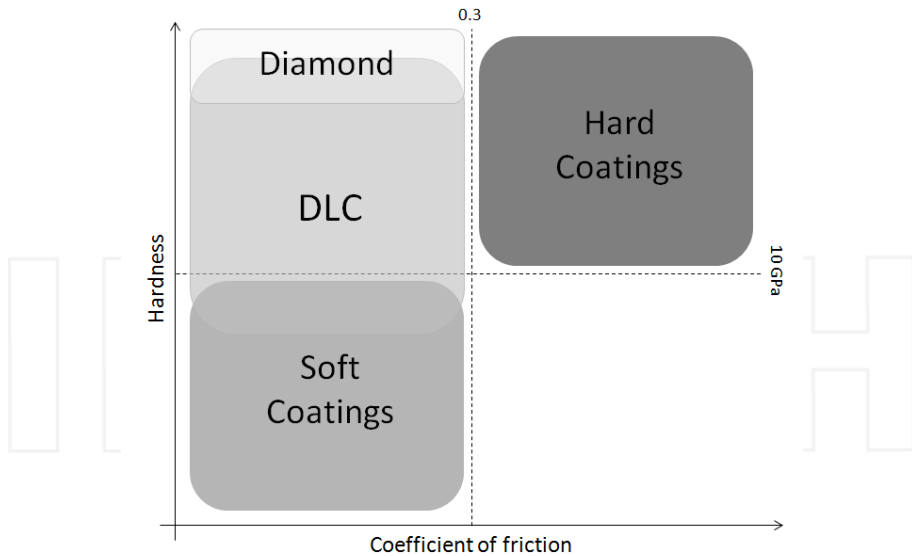 0.3
Diamond
Hard
Coatings
DLC
Hardness
10 GPa
Soft
Coatings
Coefficient of friction